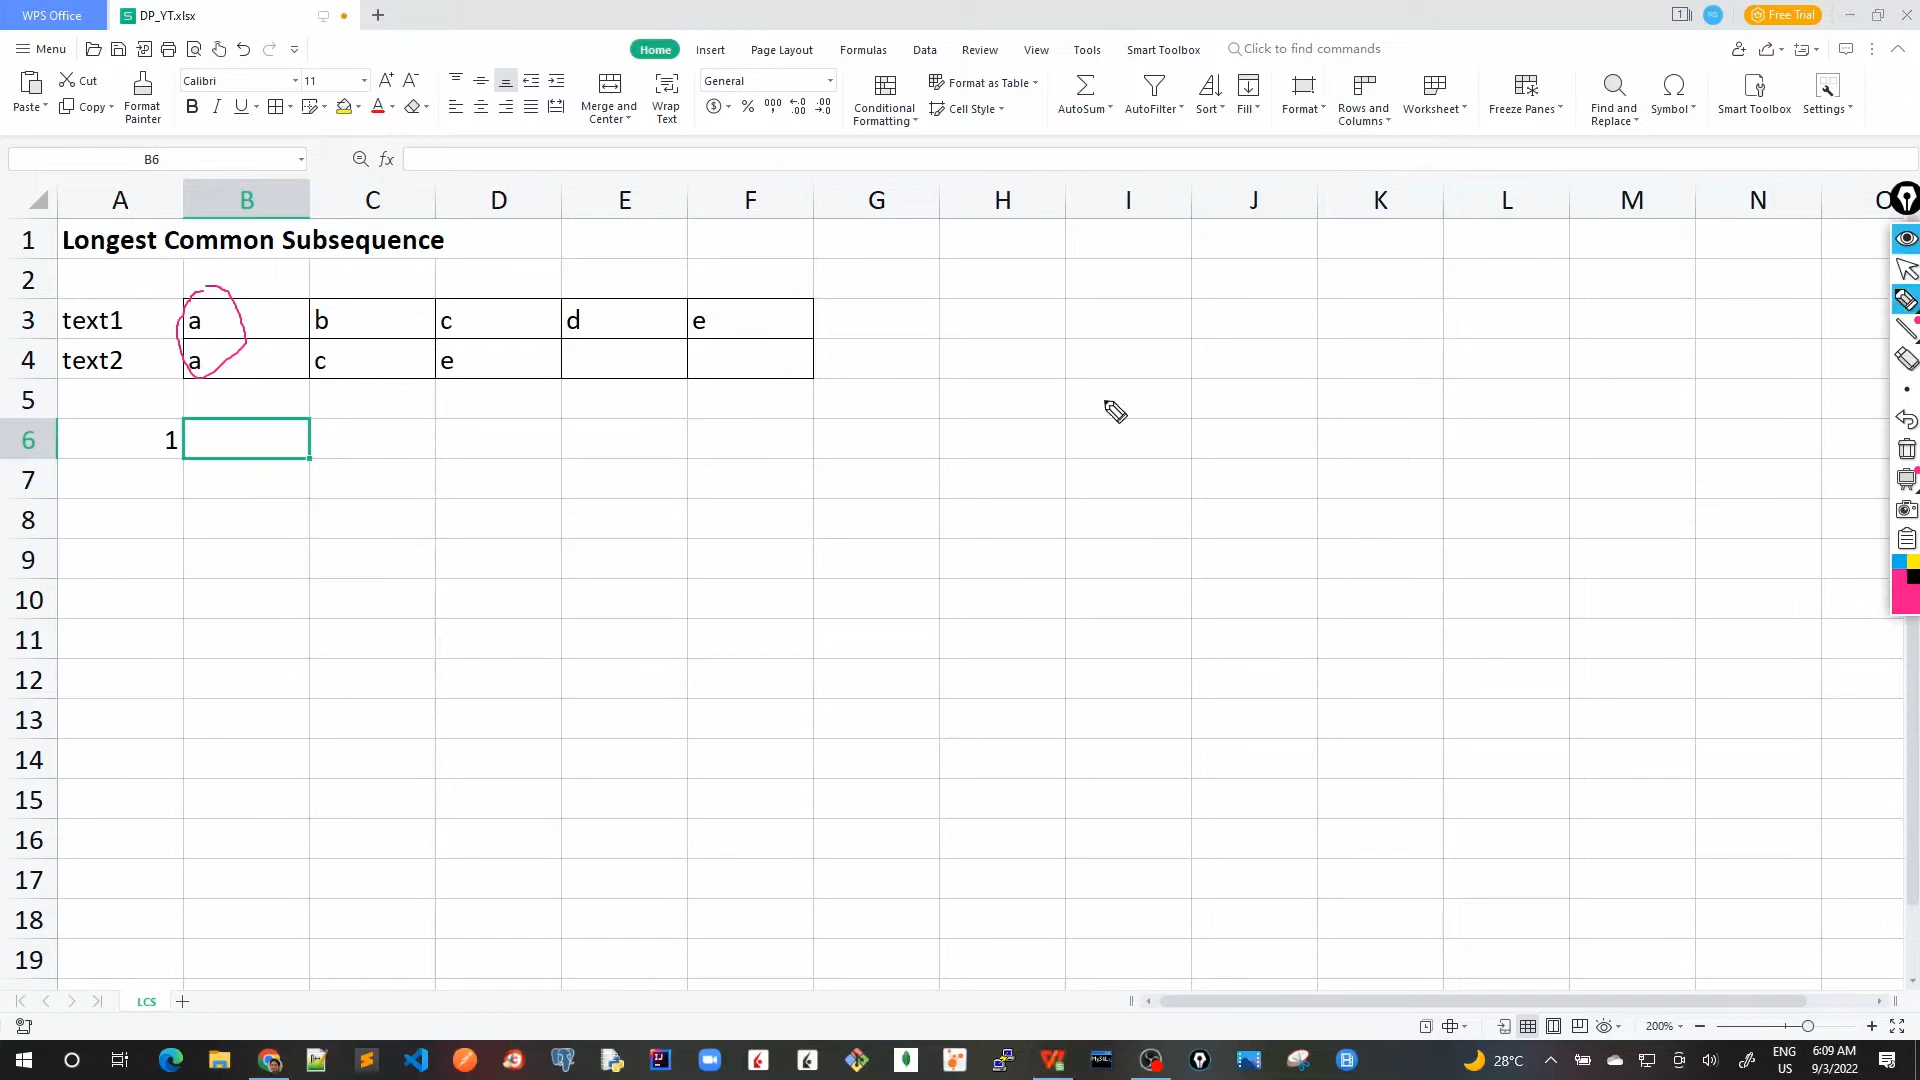 WPS Office
DP_YT.xlsx
Free Trial
Menu
Home
Insert
Page Layout
Formulas
Data
Review
View
Tools
Smart Toolbox
Click to find commands
Paste
Cut
Copy
Format Painter
Calibri
11
Merge and Center
Wrap Text
General
Conditional Formatting
Format as Table
Cell Style
AutoSum
AutoFilter
Sort
Fill
Format
Rows and Columns
Worksheet
Freeze Panes
Find and Replace
Symbol
Smart Toolbox
Settings
B6
fx
A B C D E F G H I J K L M N O
1 Longest Common Subsequence
2
3 text1 a b c d e
4 text2 a c e
5
6 1
7
8
9
10
11
12
13
14
15
16
17
18
19
LCS
200%
28°C
ENG
US
6:09 AM
9/3/2022